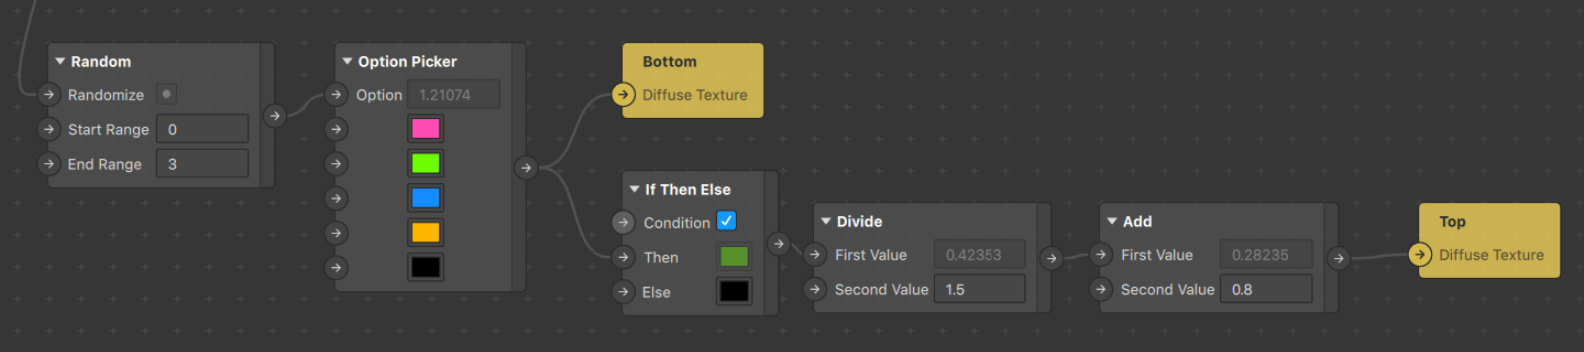 Random
Randomize
Start Range 0
End Range 3
Option Picker
Option 1.21074
Bottom
Diffuse Texture
If Then Else
Condition
Then
Else
Divide
First Value 0.42353
Second Value 1.5
Add
First Value 0.28235
Second Value 0.8
Top
Diffuse Texture